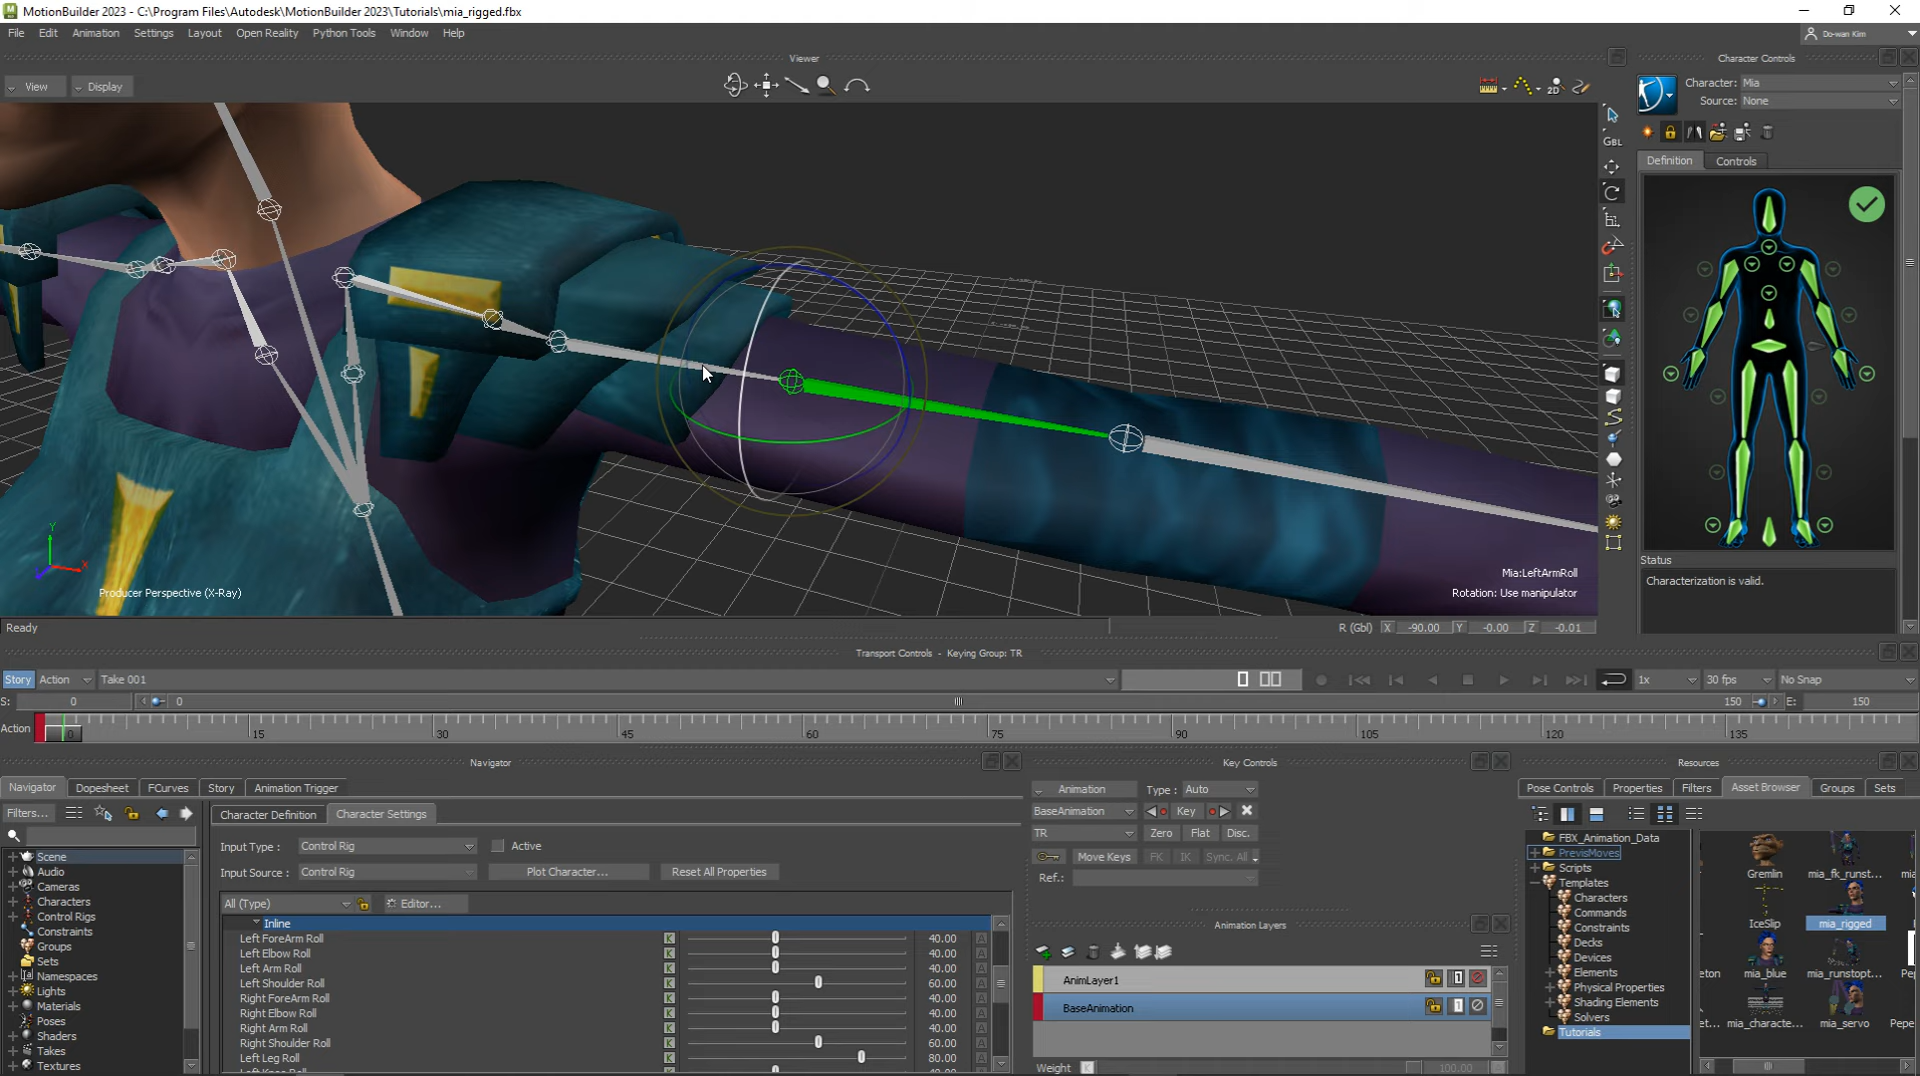 MotionBuilder 2023 - C:\Program Files\Autodesk\MotionBuilder 2023\Tutorials\mia_rigged.fbx
File Edit Animation Settings Layout Open Reality Python Tools Window Help
Do-wan Kim
Viewer
Character Controls
View Display
2D
Character: Mia
Source: None
GBL
Definition Controls
Y
X
Producer Perspective (X-Ray)
Mia:LeftArmRoll
Rotation: Use manipulator
Status
Characterization is valid.
Ready
R (Gbl) X -90.00 Y -0.00 Z -0.01
Transport Controls - Keying Group: TR
Story Action Take 001
1x 30 fps No Snap
S: 0 0 150 E: 150
Action 0 15 30 45 60 75 90 105 120 135
Navigator
Key Controls
Resources
Navigator Dopesheet FCurves Story Animation Trigger
Filters...
Character Definition Character Settings
Input Type : Control Rig Active
Input Source : Control Rig Plot Character... Reset All Properties
All (Type) Editor...
Inline
Left ForeArm Roll K 40.00 A
Left Elbow Roll K 40.00 A
Left Arm Roll K 40.00 A
Left Shoulder Roll K 60.00 A
Right ForeArm Roll K 40.00 A
Right Elbow Roll K 40.00 A
Right Arm Roll K 40.00 A
Right Shoulder Roll K 60.00 A
Left Leg Roll K 80.00 A
Scene
Audio
Cameras
Characters
Control Rigs
Constraints
Groups
Sets
Namespaces
Lights
Materials
Poses
Shaders
Takes
Textures
Animation Type : Auto
BaseAnimation Key
TR Zero Flat Disc.
Move Keys FK IK Sync. All
Ref.:
Animation Layers
AnimLayer1
BaseAnimation
Weight K 100.00
Pose Controls Properties Filters Asset Browser Groups Sets
FBX_Animation_Data
PrevisMoves
Scripts
Templates
Characters
Commands
Constraints
Decks
Devices
Elements
Physical Properties
Shading Elements
Solvers
Tutorials
Gremlin mia_fk_runst...
IceSlip mia_rigged
mia_blue mia_runstopt...
mia_characte... mia_servo